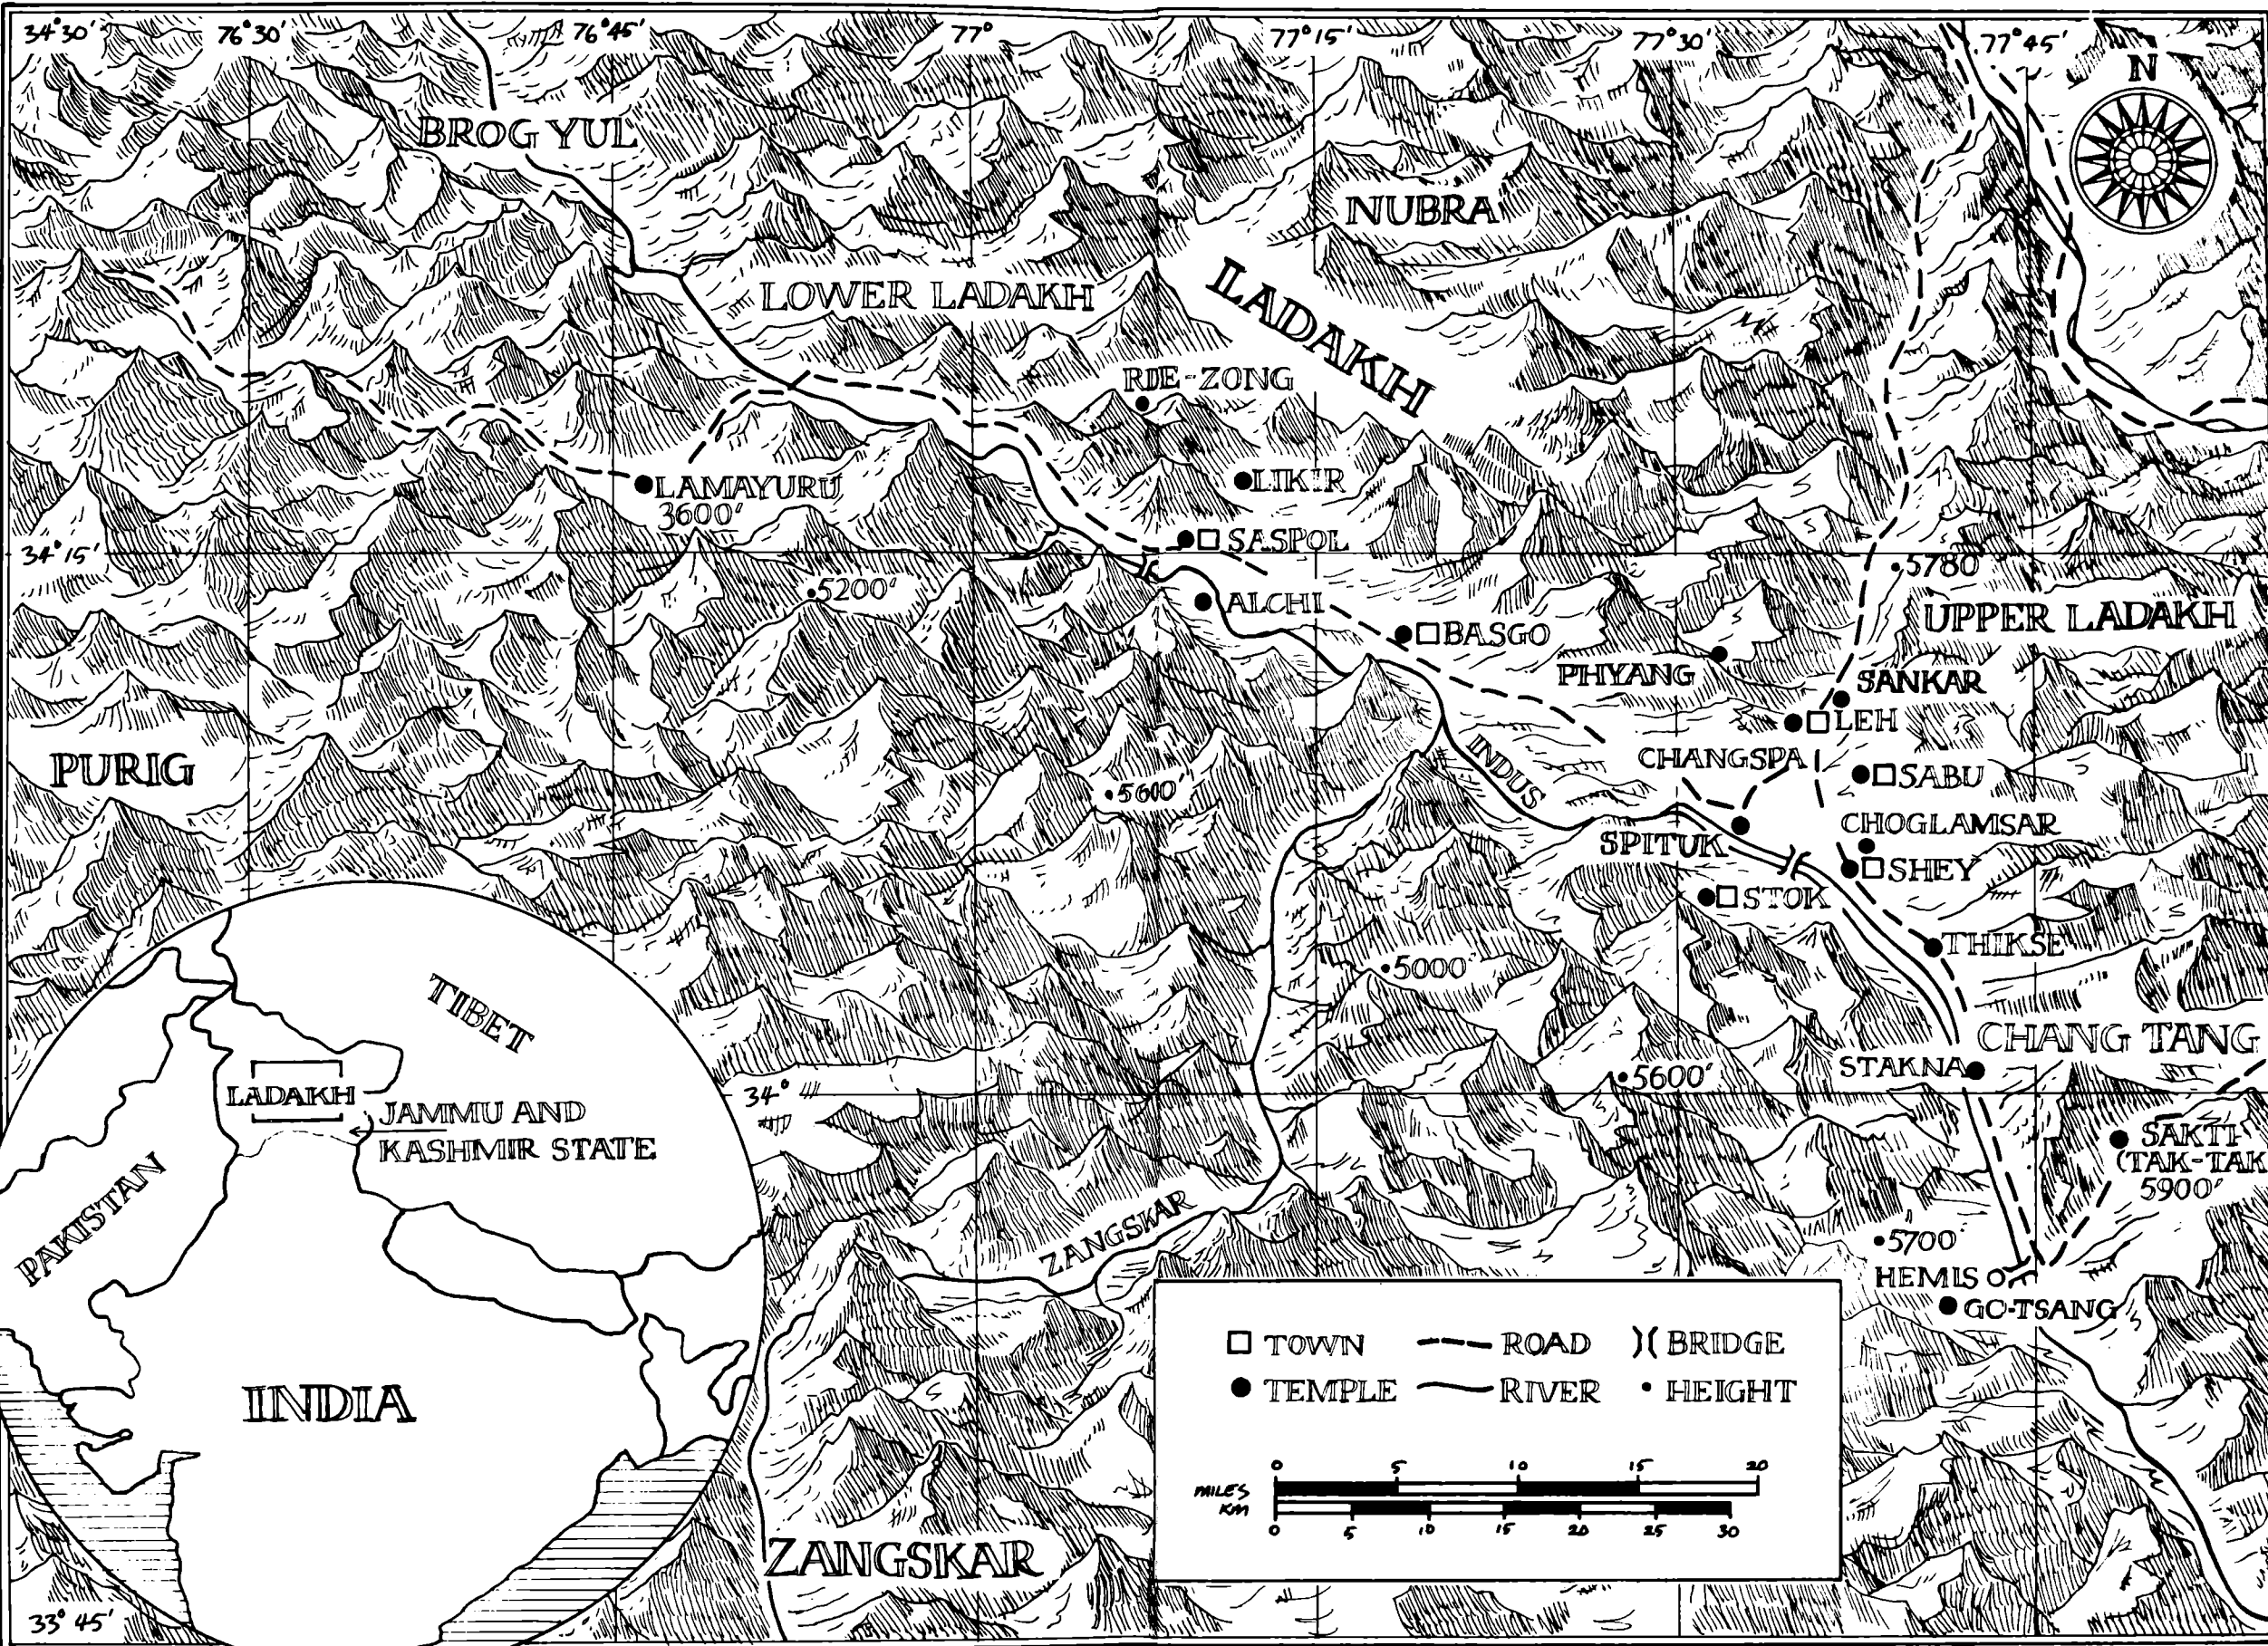 34°30'
76°30'
76°45'
77°
77°15'
77°30'
77°45'
N
BROG YUL
NUBRA
LOWER LADAKH
LADAKH
RDE-ZONG
LIKIR
LAMAYURU
3600'
SASPOL
34°15'
5200'
5780'
ALCHI
UPPER LADAKH
BASGO
PHYANG
SANKAR
LEH
PURIG
INDUS
CHANGSPA
SABU
5600'
CHOGLAMSAR
SPITUK
SHEY
STOK
THIKSE
5000'
CHANG TANG
STAKNA
5600'
34°
SAKTI
(TAK-TAK
5900'
ZANGSKAR
5700'
HEMIS
GO-TSANG
TIBET
LADAKH
JAMMU AND
KASHMIR STATE
PAKISTAN
INDIA
ZANGSKAR
33°45'
TOWN ROAD BRIDGE
TEMPLE RIVER HEIGHT
0 5 10 15 20
MILES
KM
0 5 10 15 20 25 30